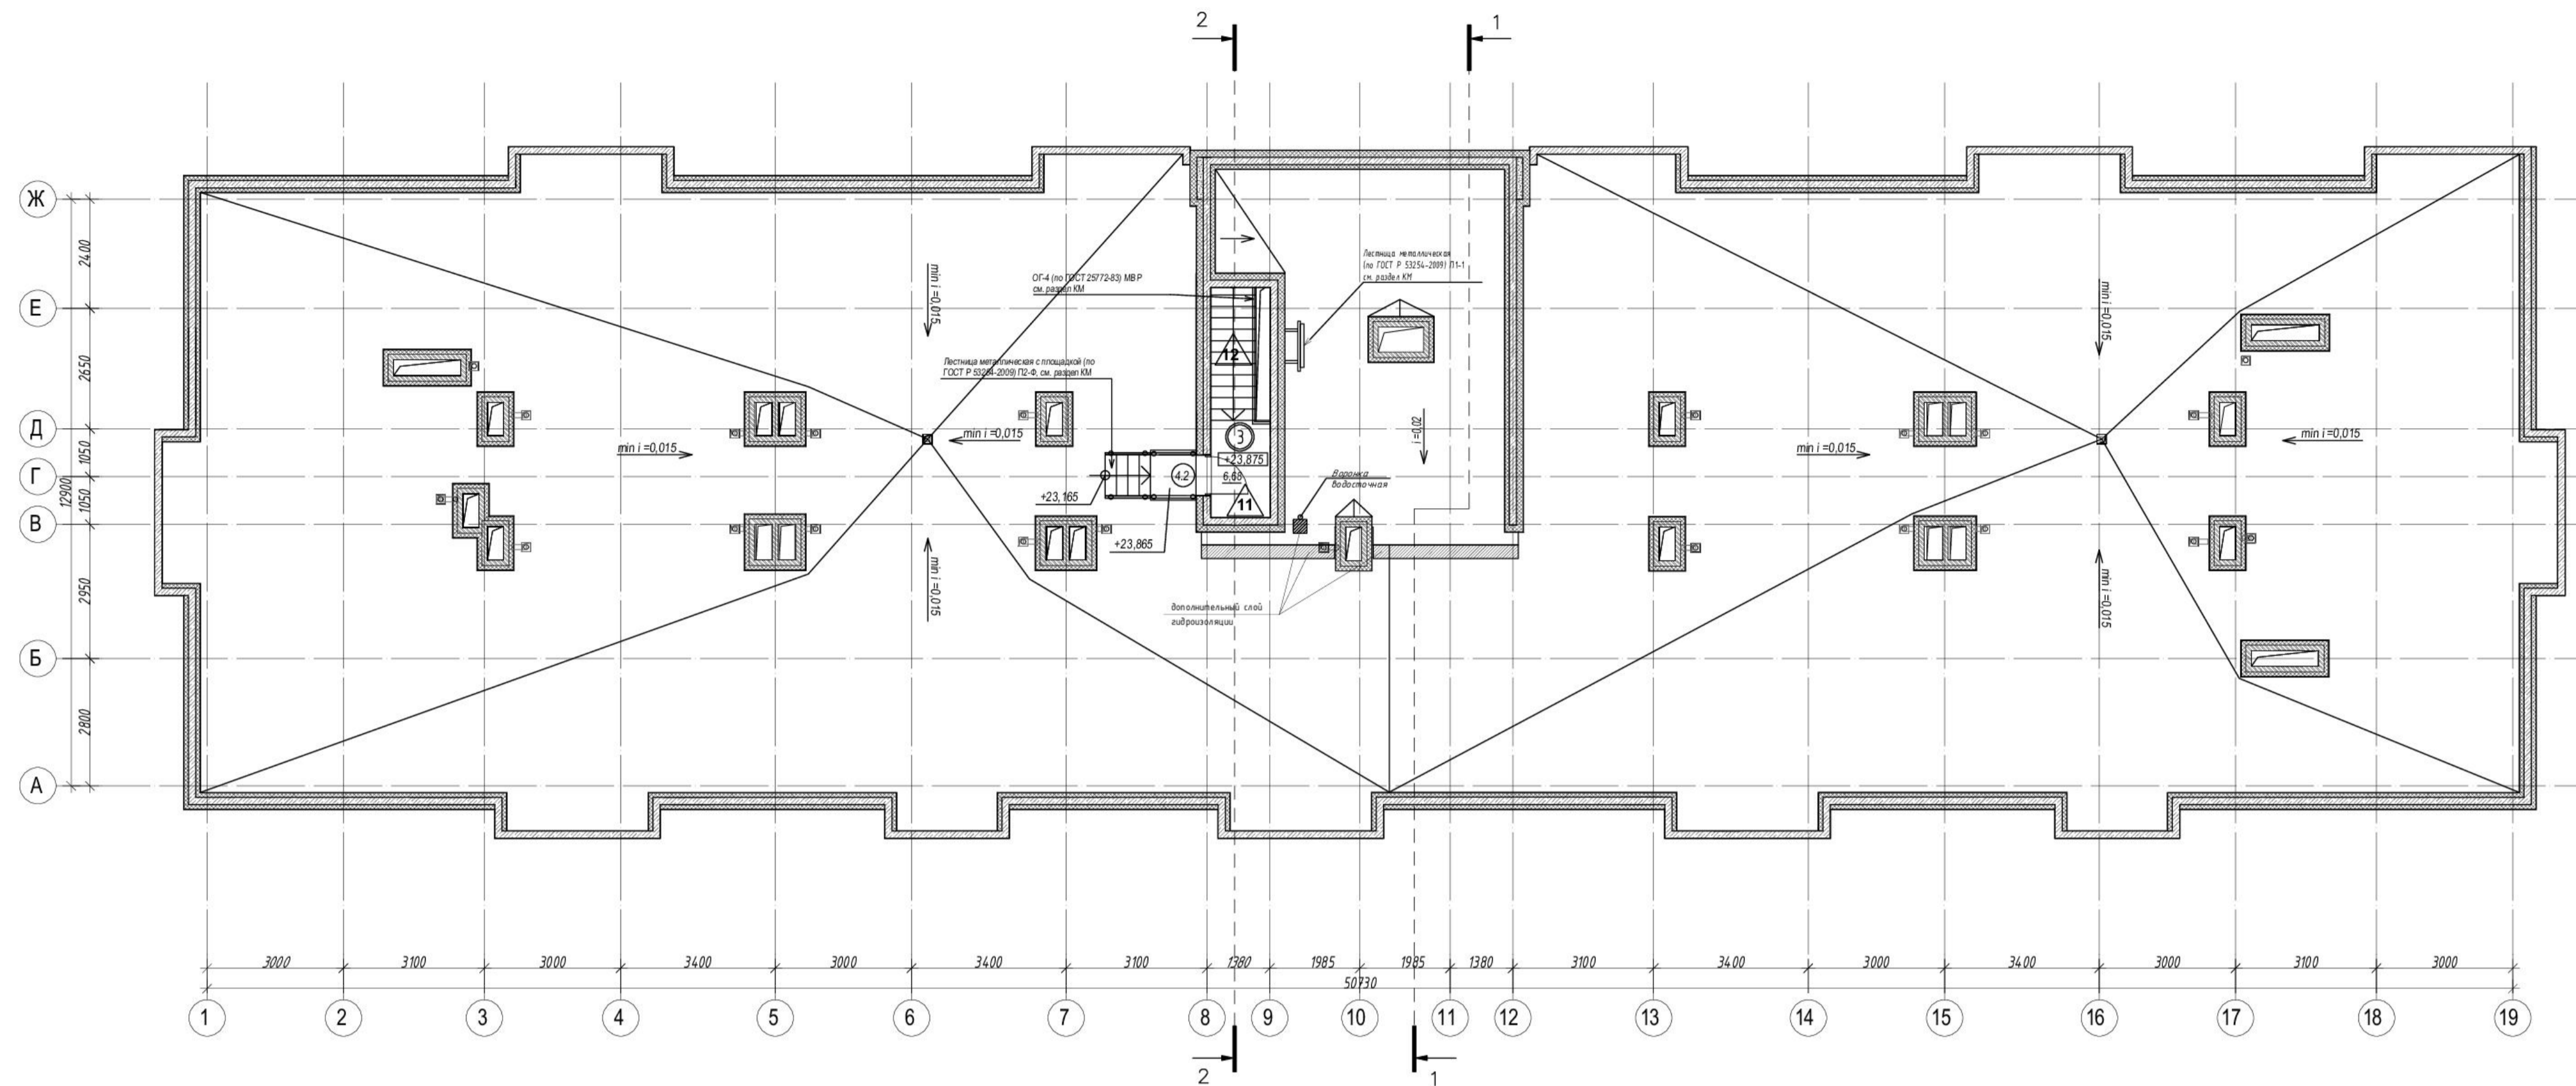 2
1
Ж
Е
Д
Г
В
Б
А
2400
2650
1050
1050
2950
2800
12900
min i =0,015
ОГ-4 (по ГОСТ 25772-83) МВР
см. раздел КМ
Лестница металлическая
(по ГОСТ Р 53254-2009) П1-1
см. раздел КМ
min i =0,015
12
Лестница металлическая с площадкой (по
ГОСТ Р 53254-2009) П2-Ф, см. раздел КМ
min i =0,015
min i =0,015
3
i =0,02
min i =0,015
min i =0,015
+23,875
4.2
6,68
Воронка
водосточная
+23,165
11
+23,865
min i =0,015
min i =0,015
дополнительный слой
гидроизоляции
3000
3100
3000
3400
3000
3400
3100
1380
1985
1985
1380
3100
3400
3000
3400
3000
3100
3000
50730
1
2
3
4
5
6
7
8
9
10
11
12
13
14
15
16
17
18
19
2
1